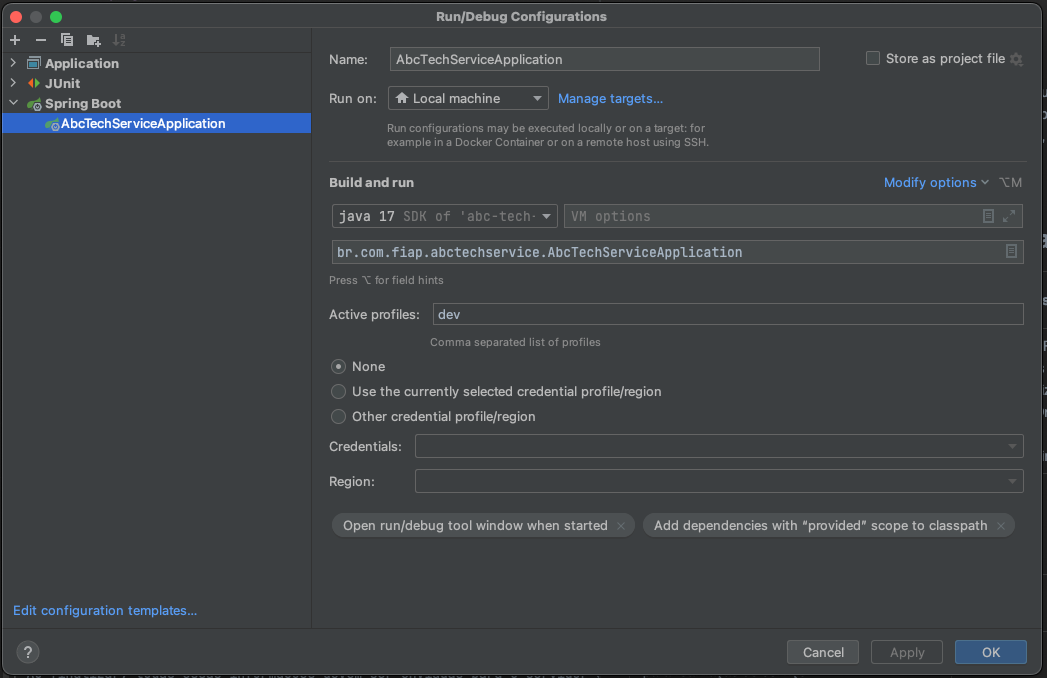 Run/Debug Configurations
Application
JUnit
Spring Boot
AbcTechServiceApplication
Edit configuration templates...
Name: AbcTechServiceApplication
Store as project file
Run on: Local machine Manage targets...
Run configurations may be executed locally or on a target: for
example in a Docker Container or on a remote host using SSH.
Build and run Modify options ⌥M
java 17 SDK of 'abc-tech- VM options
br.com.fiap.abctechservice.AbcTechServiceApplication
Press ⌥ for field hints
Active profiles: dev
Comma separated list of profiles
None
Use the currently selected credential profile/region
Other credential profile/region
Credentials:
Region:
Open run/debug tool window when started × Add dependencies with “provided” scope to classpath ×
? Cancel Apply OK